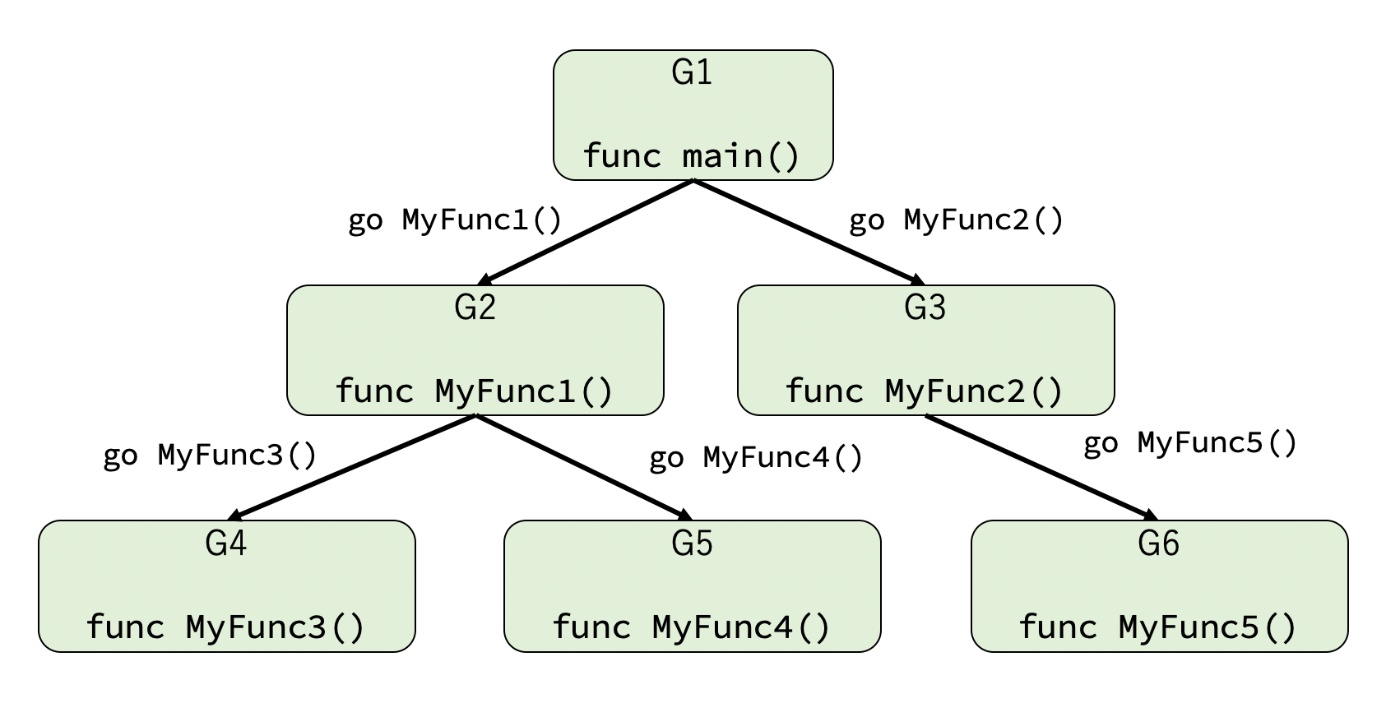 G1
func main()
go MyFunc1()
go MyFunc2()
G2
func MyFunc1()
G3
func MyFunc2()
go MyFunc3()
go MyFunc4()
go MyFunc5()
G4
func MyFunc3()
G5
func MyFunc4()
G6
func MyFunc5()